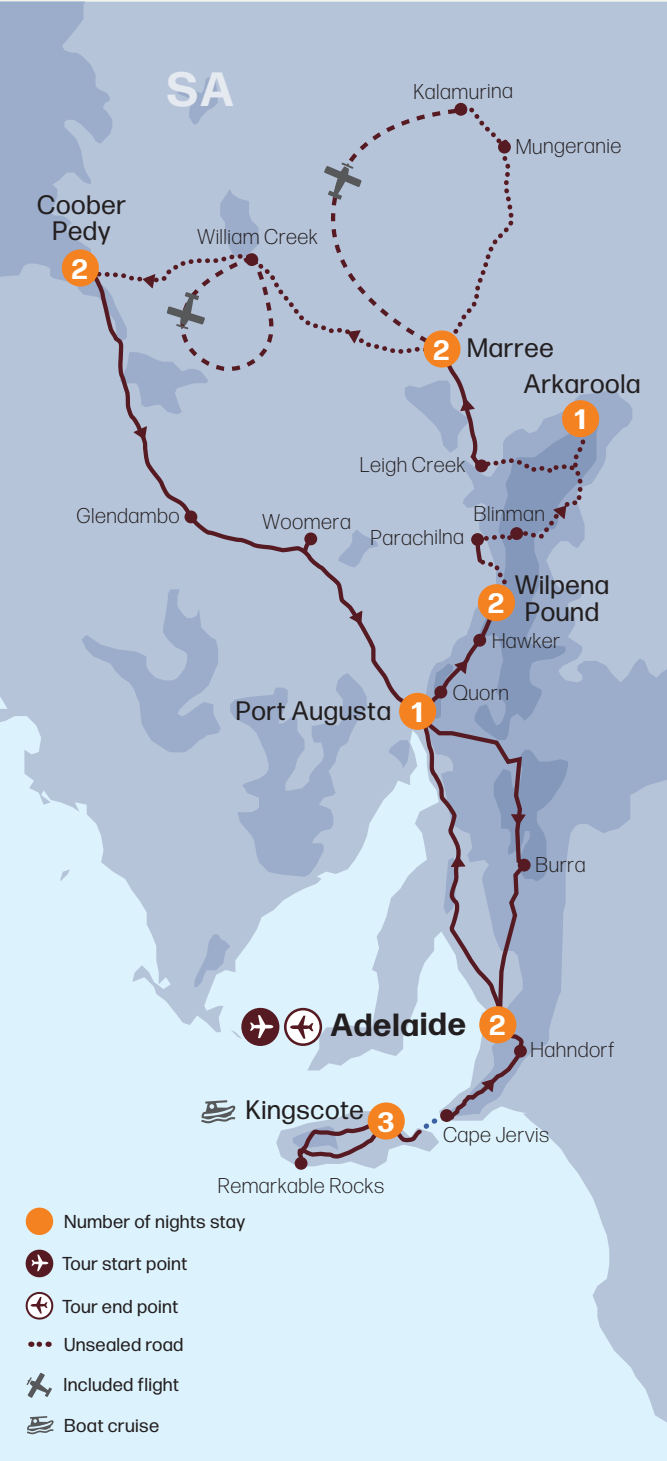 SA
Kalamurina
Mungeranie
Coober
Pedy
2
William Creek
2
Marree
Arkaroola
1
Leigh Creek
Glendambo
Woomera
Blinman
Parachilna
2
Wilpena
Pound
Hawker
Quorn
Port Augusta
1
Burra
Adelaide
2
Hahndorf
Kingscote
3
Cape Jervis
Remarkable Rocks
Number of nights stay
Tour start point
Tour end point
Unsealed road
Included flight
Boat cruise